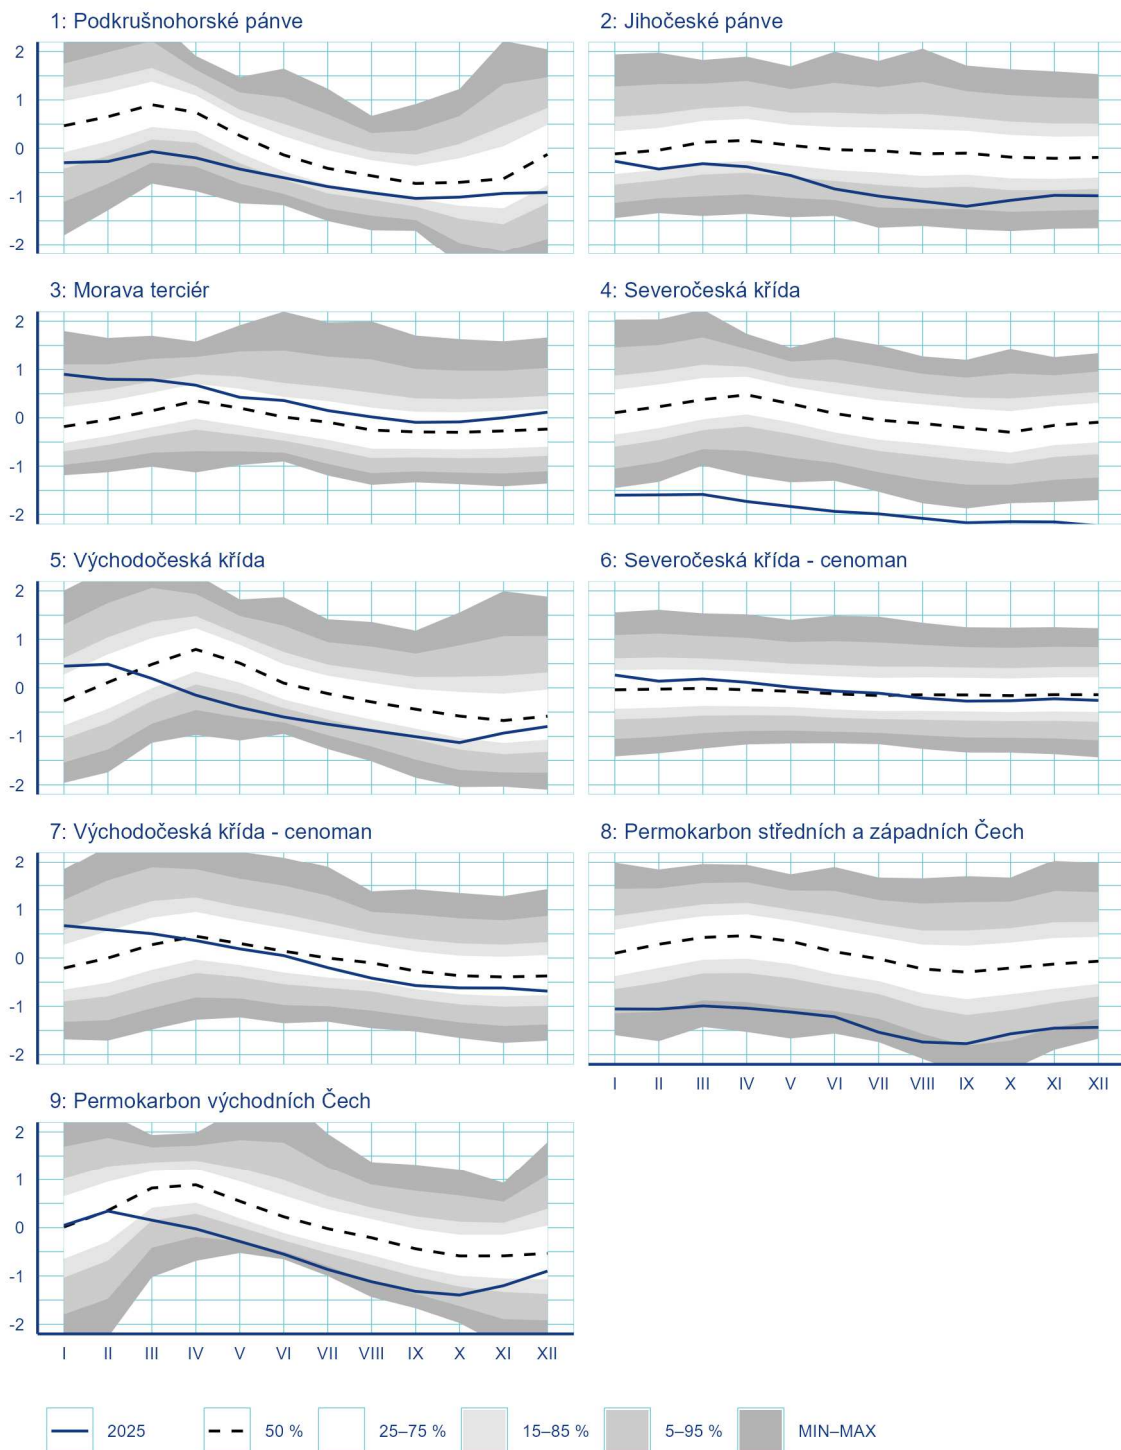 1: Podkrušnohorské pánve
2: Jihočeské pánve
2
1
0
-1
-2
3: Morava terciér
4: Severočeská křída
2
1
0
-1
-2
5: Východočeská křída
6: Severočeská křída - cenoman
2
1
0
-1
-2
7: Východočeská křída - cenoman
8: Permokarbon středních a západních Čech
2
1
0
-1
-2
I II III IV V VI VII VIII IX X XI XII
9: Permokarbon východních Čech
2
1
0
-1
-2
I II III IV V VI VII VIII IX X XI XII
2025 50 % 25–75 % 15–85 % 5–95 % MIN–MAX